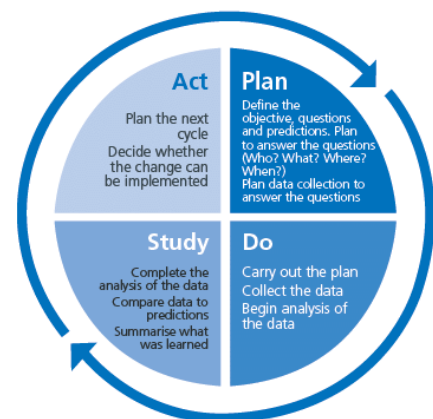 Act
Plan the next
cycle
Decide whether
the change can
be implemented
Plan
Define the
objective, questions
and predictions. Plan
to answer the questions
(Who? What? Where?
When?)
Plan data collection to
answer the questions
Study
Complete the
analysis of the data
Compare data to
predictions
Summarise what
was learned
Do
Carry out the plan
Collect the data
Begin analysis of
the data